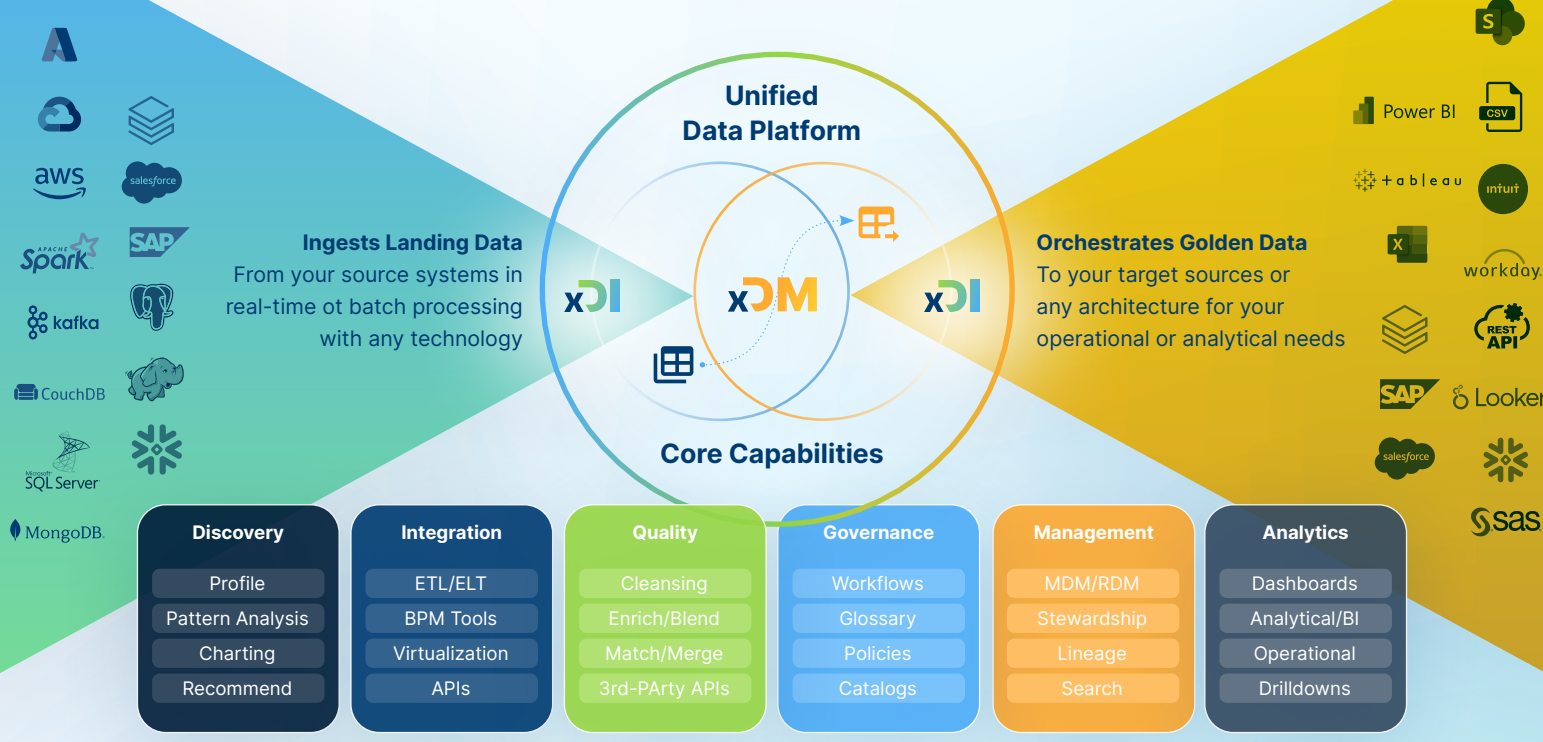 aws
salesforce
APACHE
Spark
SAP
kafka
CouchDB
Microsoft
SQL Server
MongoDB.
Ingests Landing Data
From your source systems in
real-time ot batch processing
with any technology
Unified
Data Platform
xDI
xDM
xDI
Core Capabilities
Orchestrates Golden Data
To your target sources or
any architecture for your
operational or analytical needs
S
Power BI
CSV
+ a b | e a u
intuit
X
workday.
REST
API
SAP
Looker
salesforce
sas
Discovery
Profile
Pattern Analysis
Charting
Recommend
Integration
ETL/ELT
BPM Tools
Virtualization
APIs
Quality
Cleansing
Enrich/Blend
Match/Merge
3rd-PArty APIs
Governance
Workflows
Glossary
Policies
Catalogs
Management
MDM/RDM
Stewardship
Lineage
Search
Analytics
Dashboards
Analytical/BI
Operational
Drilldowns